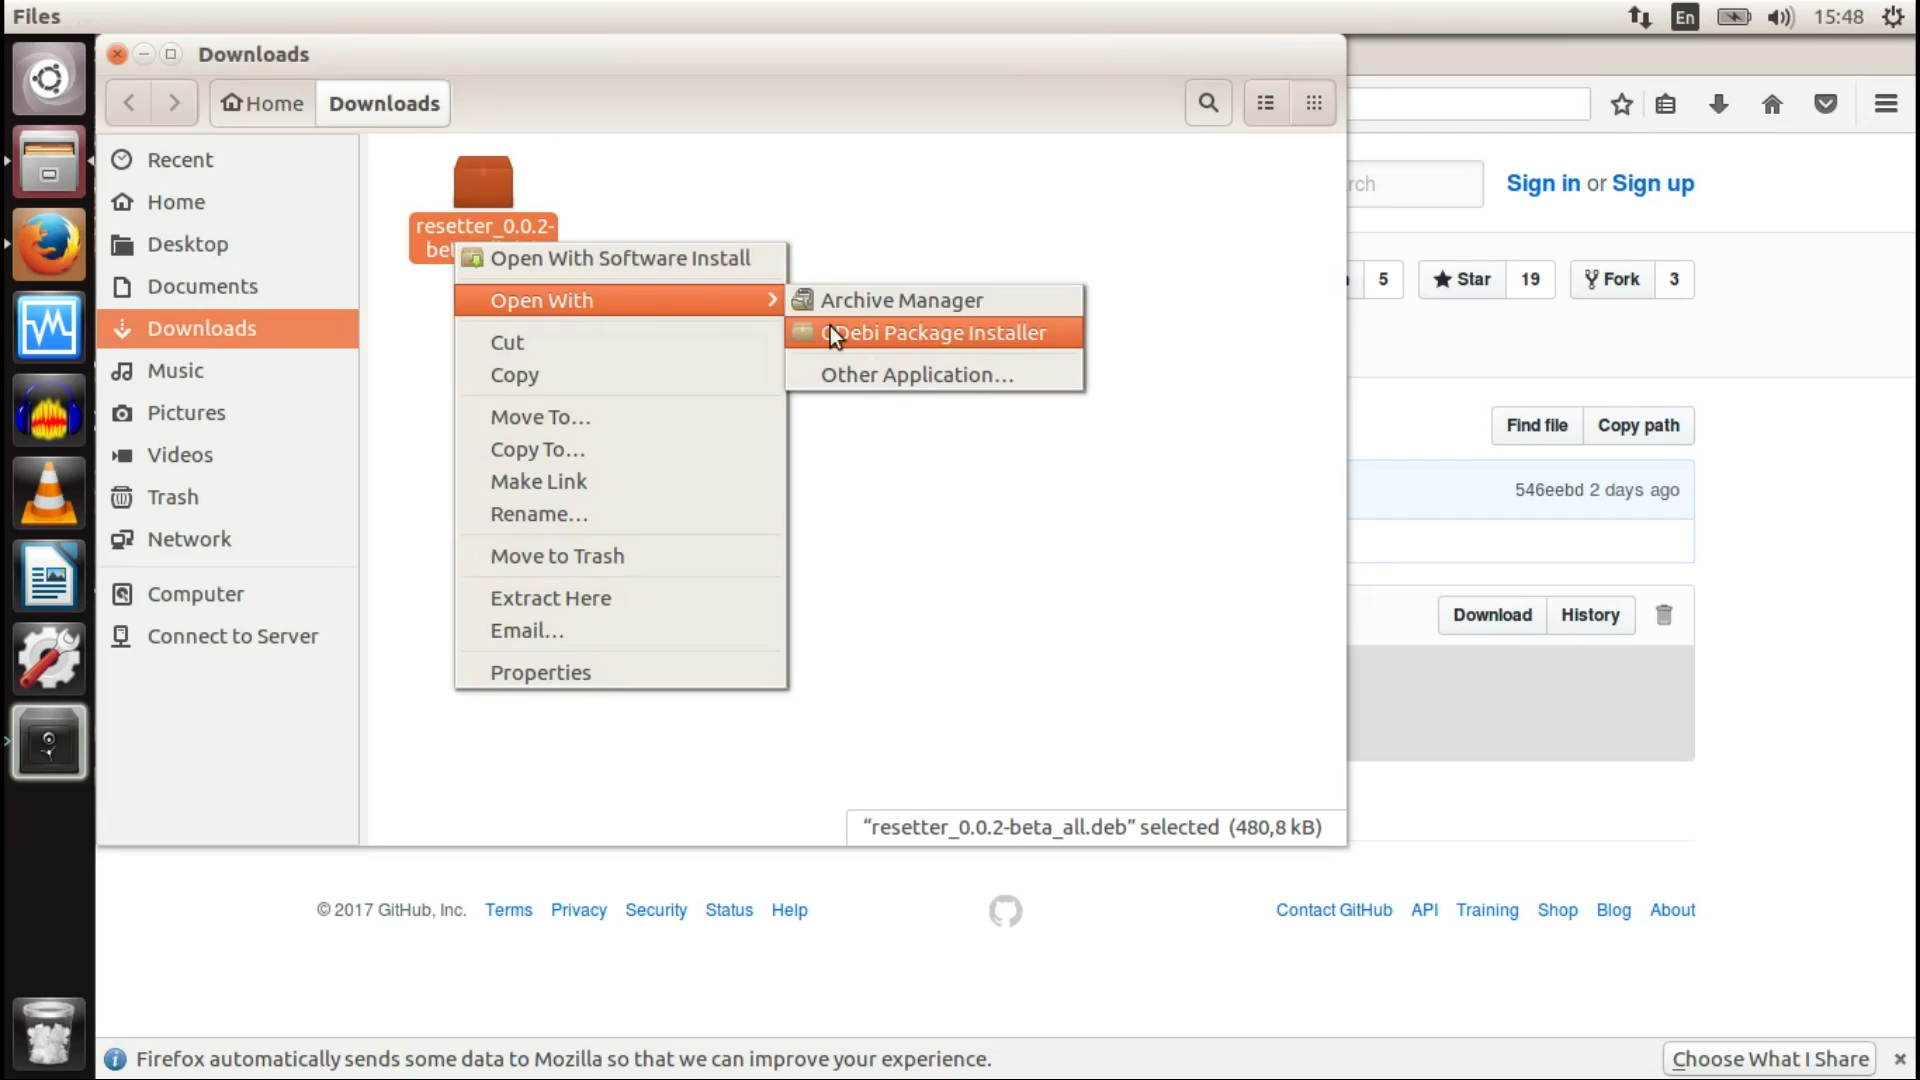 Files
En
15:48
Downloads
Home
Downloads
Recent
Home
Desktop
Documents
Downloads
Music
Pictures
Videos
Trash
Network
Computer
Connect to Server
resetter_0.0.2-
Open With Software Install
Open With
Cut
Copy
Move To…
Copy To…
Make Link
Rename…
Move to Trash
Extract Here
Email…
Properties
Archive Manager
GDebi Package Installer
Other Application…
"resetter_0.0.2-beta_all.deb" selected (480,8 kB)
rch
Sign in or Sign up
5
Star
19
Fork
3
Find file
Copy path
546eebd 2 days ago
Download
History
© 2017 GitHub, Inc.
Terms
Privacy
Security
Status
Help
Contact GitHub
API
Training
Shop
Blog
About
Firefox automatically sends some data to Mozilla so that we can improve your experience.
Choose What I Share